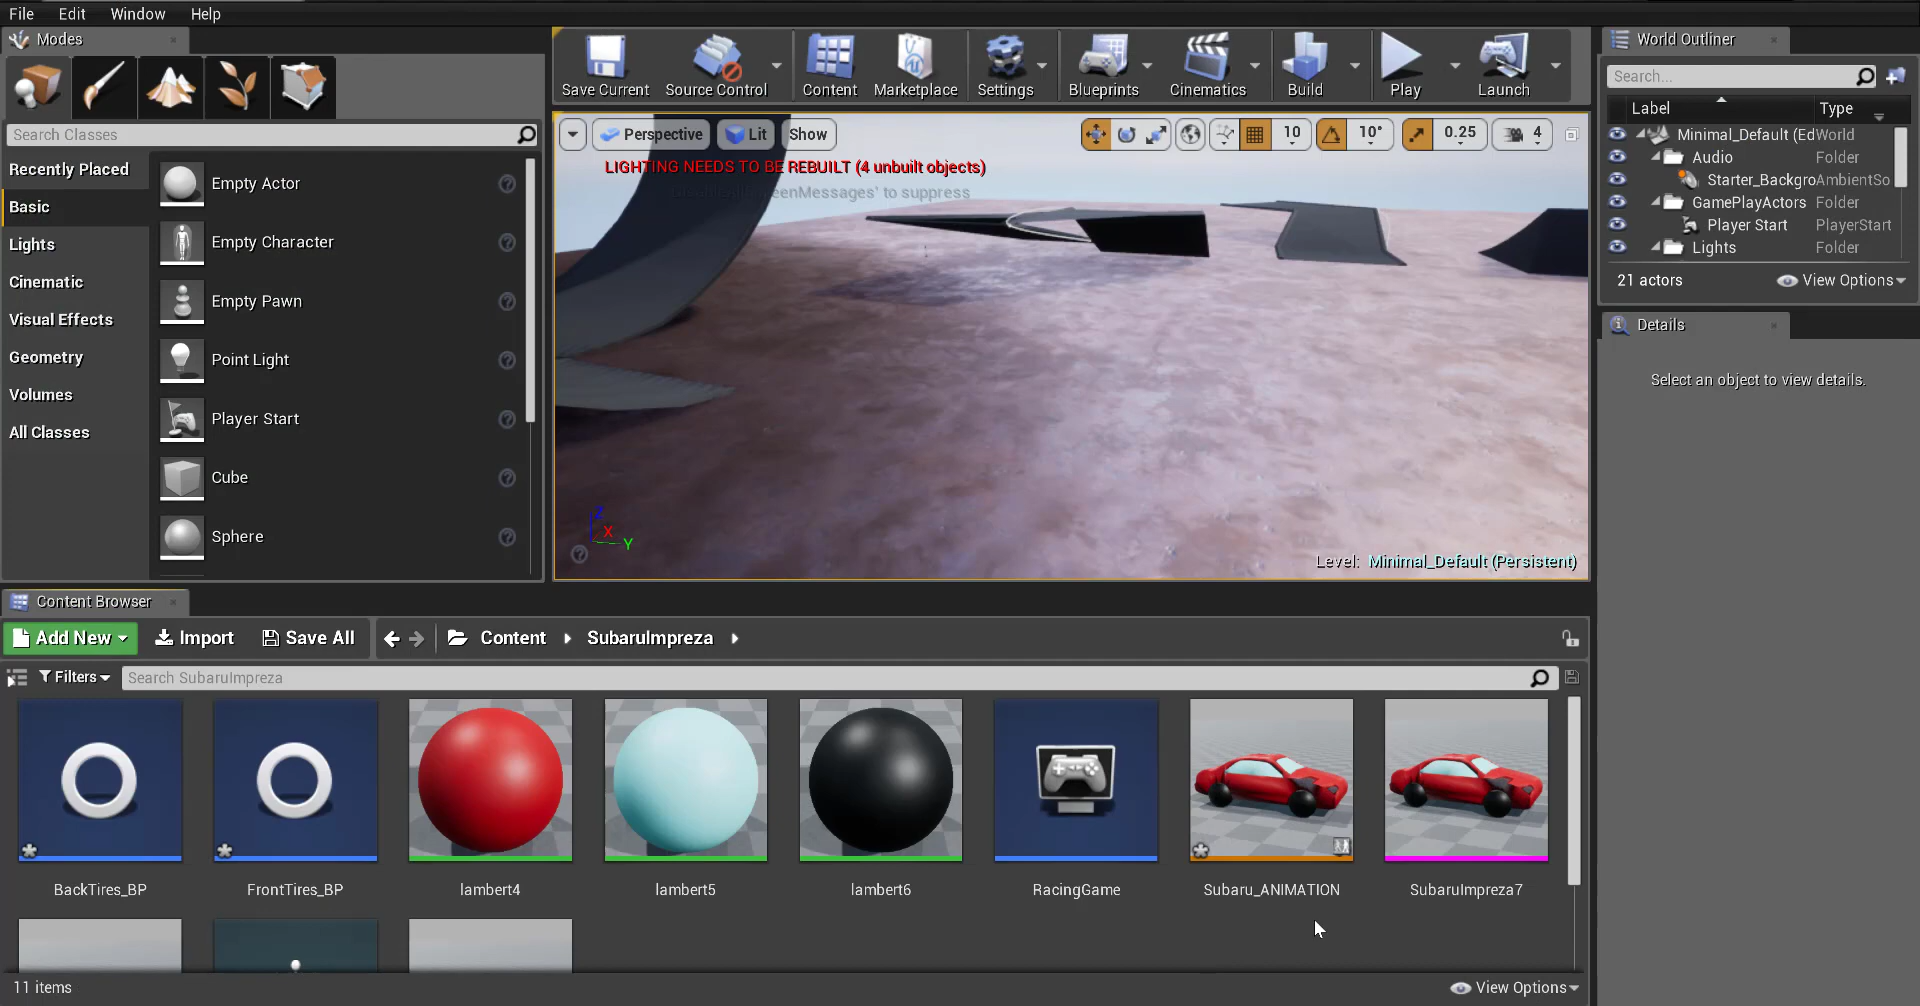 File Edit Window Help
Modes
Save Current Source Control Content Marketplace Settings Blueprints Cinematics Build Play Launch
World Outliner
Search...
Label Type
Minimal_Default (Ed World
Audio Folder
Starter_Backgro AmbientSo
GamePlayActors Folder
Player Start PlayerStart
Lights Folder
21 actors View Options
Details
Select an object to view details.
Search Classes
Recently Placed
Basic
Lights
Cinematic
Visual Effects
Geometry
Volumes
All Classes
Empty Actor
Empty Character
Empty Pawn
Point Light
Player Start
Cube
Sphere
Perspective Lit Show 10 10° 0.25 4
LIGHTING NEEDS TO BE REBUILT (4 unbuilt objects)
to suppress
Z
X
Y
Level: Minimal_Default (Persistent)
Content Browser
Add New Import Save All Content SubaruImpreza
Filters Search SubaruImpreza
BackTires_BP FrontTires_BP lambert4 lambert5 lambert6 RacingGame Subaru_ANIMATION SubaruImpreza7
11 items View Options